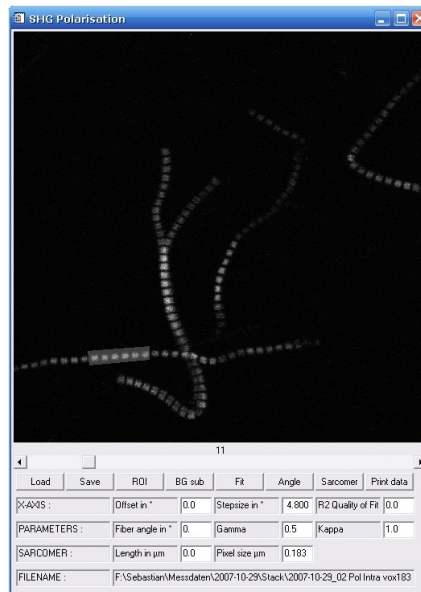 SHG Polarisation
11
Load Save ROI BG sub Fit Angle Sarcomer Print data
X-AXIS : Offset in ° 0.0 Stepsize in ° 4.800 R2 Quality of Fit 0.0
PARAMETERS : Fiber angle in ° 0. Gamma 0.5 Kappa 1.0
SARCOMER : Length in µm 0.0 Pixel size µm 0.183
FILENAME : F:\Sebastian\Messdaten\2007-10-29\Stack\2007-10-29_02 Pol Intra vox183